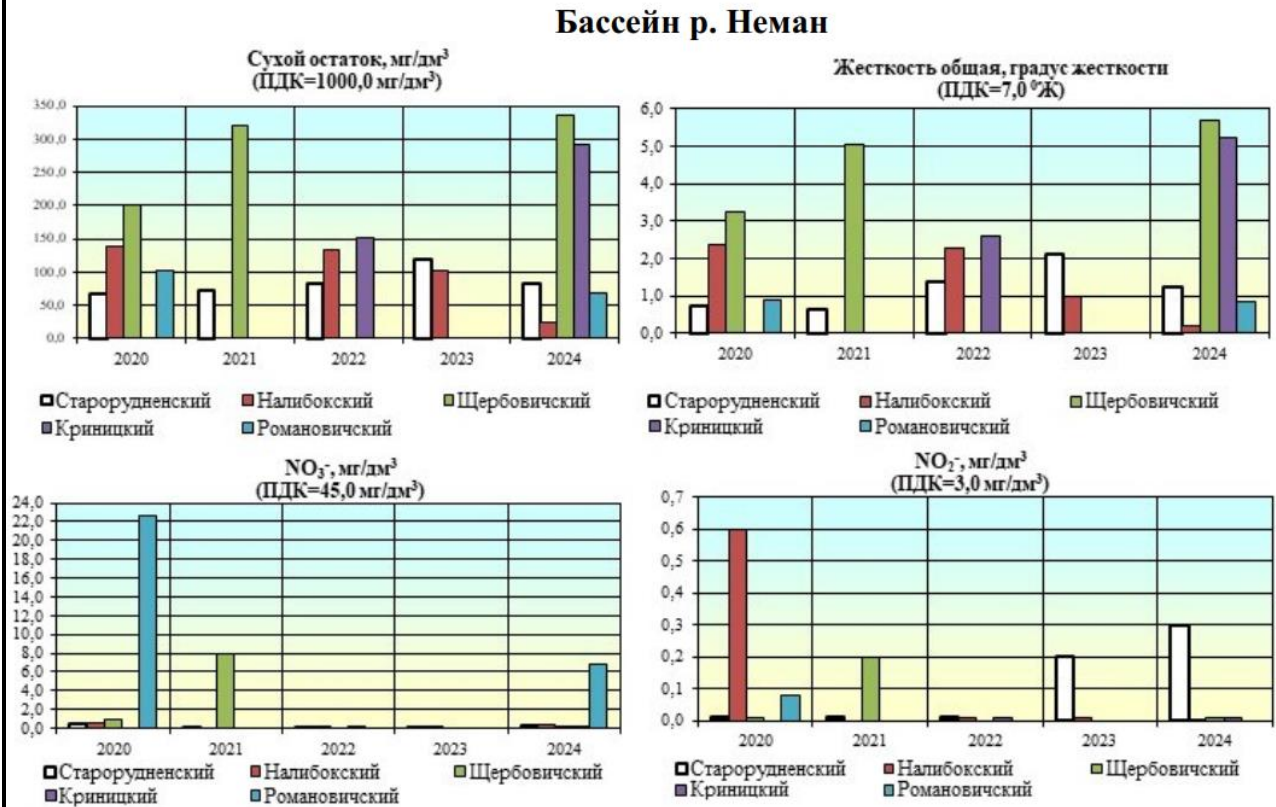 Бассейн р. Неман
Сухой остаток, мг/дм³
(ПДК=1000,0 мг/дм³)
350,0
300,0
250,0
200,0
150,0
100,0
50,0
0,0
2020 2021 2022 2023 2024
Старорудненский Налибокский Щербовичский
Криницкий Романовичский
Жесткость общая, градус жесткости
(ПДК=7,0 ⁰Ж)
6,0
5,0
4,0
3,0
2,0
1,0
0,0
2020 2021 2022 2023 2024
Старорудненский Налибокский Щербовичский
Криницкий Романовичский
NO₃⁻, мг/дм³
(ПДК=45,0 мг/дм³)
24,0
22,0
20,0
18,0
16,0
14,0
12,0
10,0
8,0
6,0
4,0
2,0
0,0
2020 2021 2022 2023 2024
Старорудненский Налибокский Щербовичский
Криницкий Романовичский
NO₂⁻, мг/дм³
(ПДК=3,0 мг/дм³)
0,7
0,6
0,5
0,4
0,3
0,2
0,1
0,0
2020 2021 2022 2023 2024
Старорудненский Налибокский Щербовичский
Криницкий Романовичский